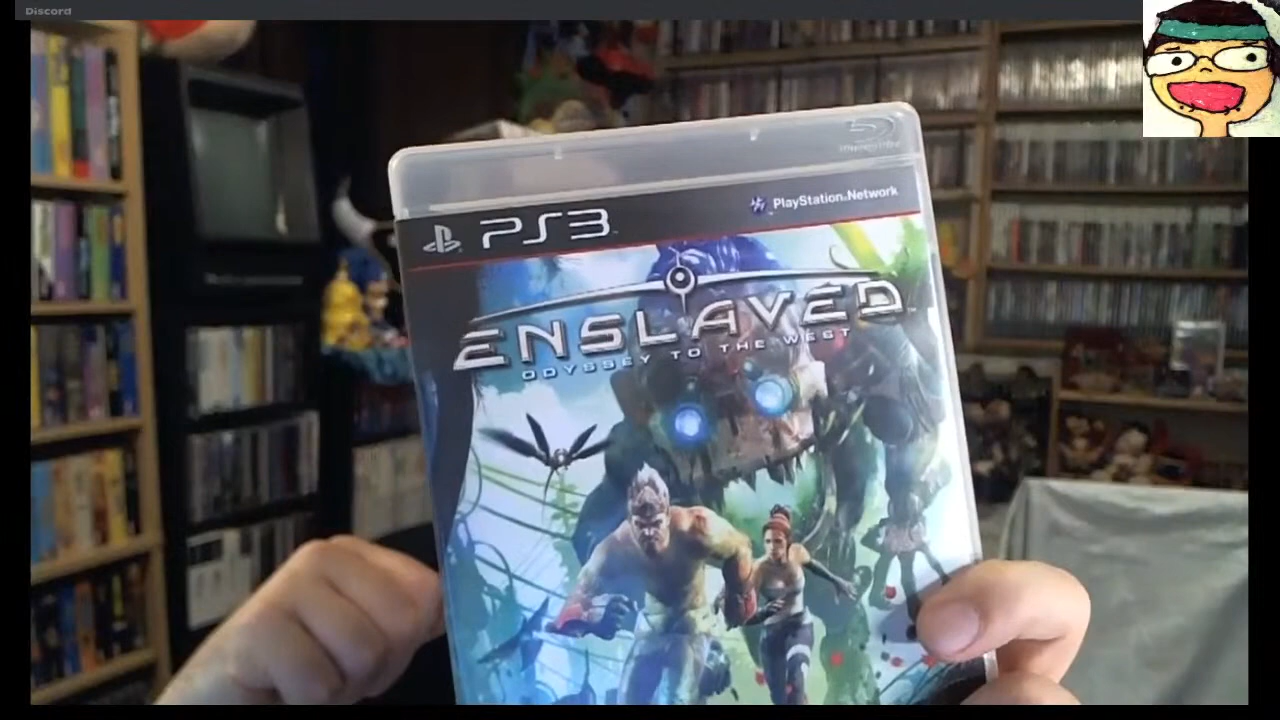 Discord
PS3
PlayStation Network
ENSLAVED
ODYSSEY TO THE WEST